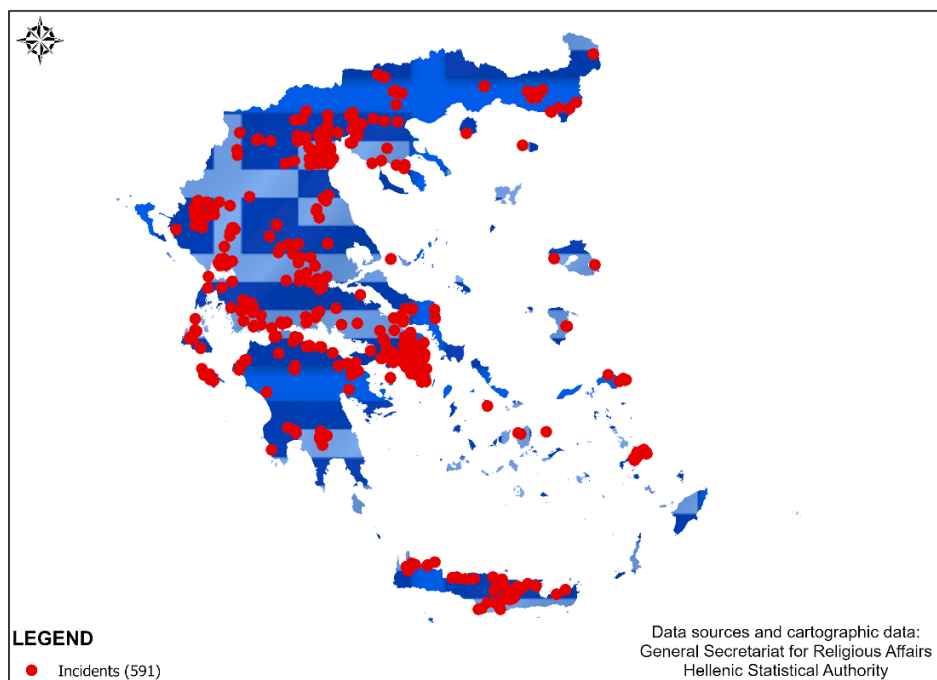 LEGEND
Incidents (591)
Data sources and cartographic data:
General Secretariat for Religious Affairs
Hellenic Statistical Authority